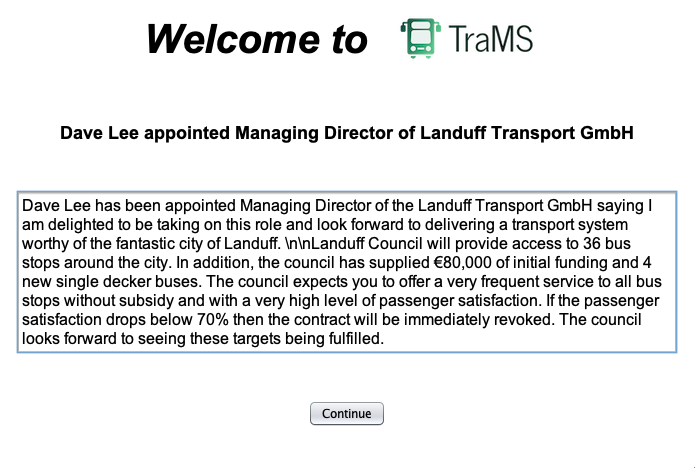 Welcome to TraMS
Dave Lee appointed Managing Director of Landuff Transport GmbH
Dave Lee has been appointed Managing Director of the Landuff Transport GmbH saying I
am delighted to be taking on this role and look forward to delivering a transport system
worthy of the fantastic city of Landuff. \n\nLanduff Council will provide access to 36 bus
stops around the city. In addition, the council has supplied €80,000 of initial funding and 4
new single decker buses. The council expects you to offer a very frequent service to all bus
stops without subsidy and with a very high level of passenger satisfaction. If the passenger
satisfaction drops below 70% then the contract will be immediately revoked. The council
looks forward to seeing these targets being fulfilled.
Continue